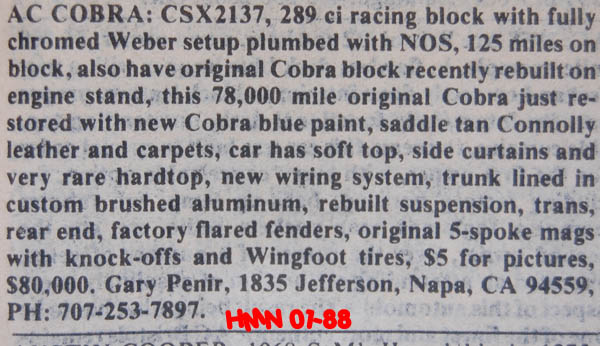 AC COBRA: CSX2137, 289 ci racing block with fully
chromed Weber setup plumbed with NOS, 125 miles on
block, also have original Cobra block recently rebuilt on
engine stand, this 78,000 mile original Cobra just re-
stored with new Cobra blue paint, saddle tan Connolly
leather and carpets, car has soft top, side curtains and
very rare hardtop, new wiring system, trunk lined in
custom brushed aluminum, rebuilt suspension, trans,
rear end, factory flared fenders, original 5-spoke mags
with knock-offs and Wingfoot tires, $5 for pictures,
$80,000. Gary Penir, 1835 Jefferson, Napa, CA 94559,
PH: 707-253-7897.
HMN 07-88